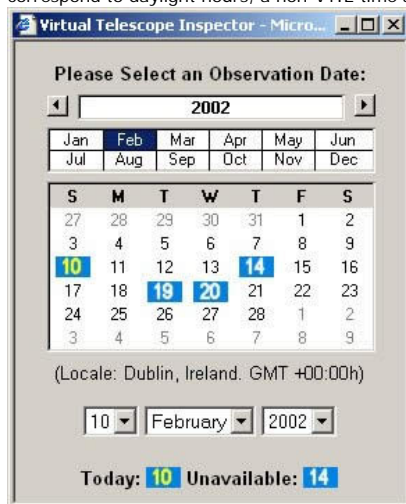 Virtual Telescope Inspector - Micro...
Please Select an Observation Date:
2002
Jan Feb Mar Apr May Jun
Jul Aug Sep Oct Nov Dec
S M T W T F S
27 28 29 30 31 1 2
3 4 5 6 7 8 9
10 11 12 13 14 15 16
17 18 19 20 21 22 23
24 25 26 27 28 1 2
3 4 5 6 7 8 9
(Locale: Dublin, Ireland. GMT +00:00h)
10 February 2002
Today: 10 Unavailable: 14